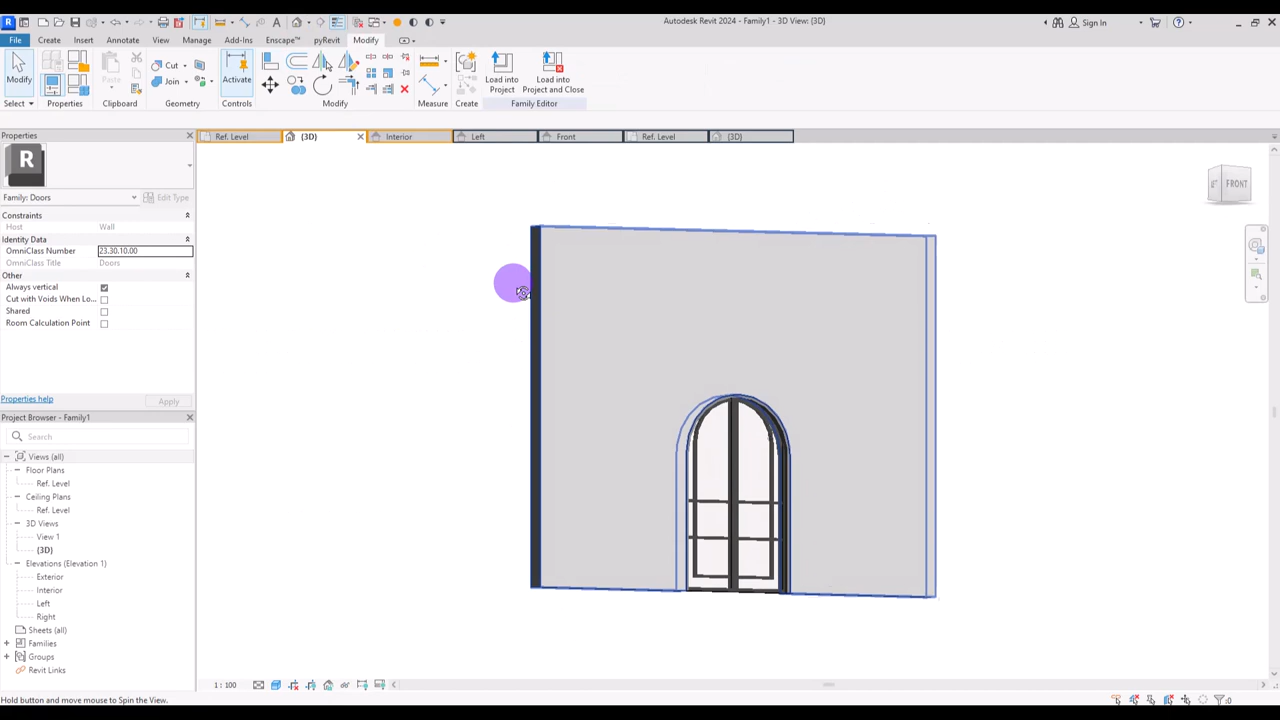 Autodesk Revit 2024 - Family1 - 3D View: {3D}
Sign In
File Create Insert Annotate View Manage Add-Ins Enscape™ pyRevit Modify
Modify
Paste
Cut
Join
Activate
Load into Project
Load into Project and Close
Select Properties Clipboard Geometry Controls Modify Measure Create Family Editor
Properties
Ref. Level {3D} Interior Left Front Ref. Level {3D}
R
Family: Doors
Edit Type
Constraints
Host Wall
Identity Data
OmniClass Number 23.30.10.00
OmniClass Title Doors
Other
Always vertical
Cut with Voids When Lo...
Shared
Room Calculation Point
Properties help
Apply
Project Browser - Family1
Search
Views (all)
Floor Plans
Ref. Level
Ceiling Plans
Ref. Level
3D Views
View 1
{3D}
Elevations (Elevation 1)
Exterior
Interior
Left
Right
Sheets (all)
Families
Groups
Revit Links
FRONT
1 : 100
Hold button and move mouse to Spin the View.
:0